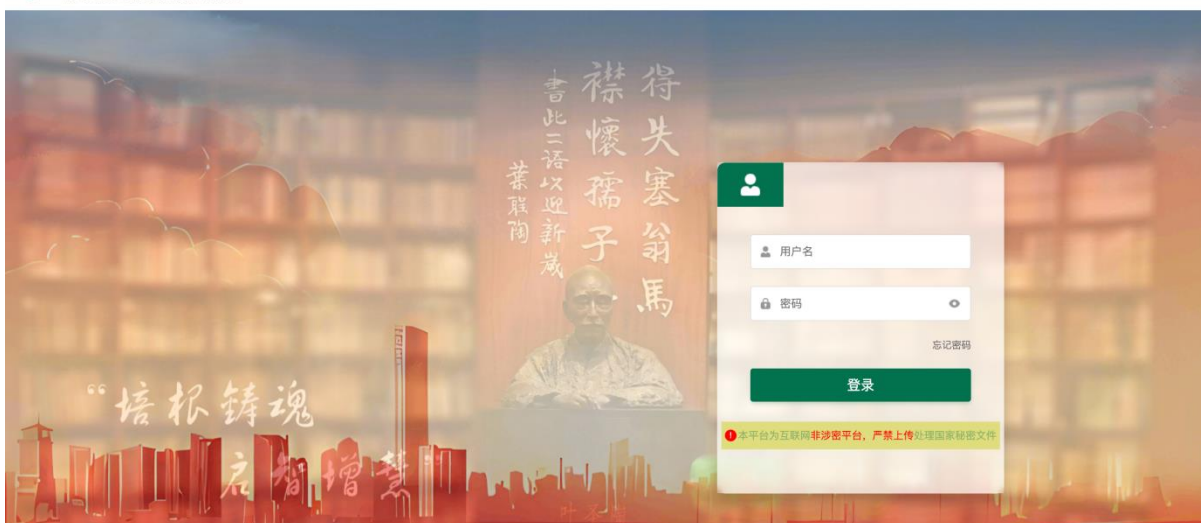 得失塞翁馬
襟懷孺子
書此二语以迎新歲
葉聖陶
“培根鋳魂
启智增慧”
用户名
密码
忘记密码
登录
本平台为互联网非涉密平台，严禁上传处理国家秘密文件